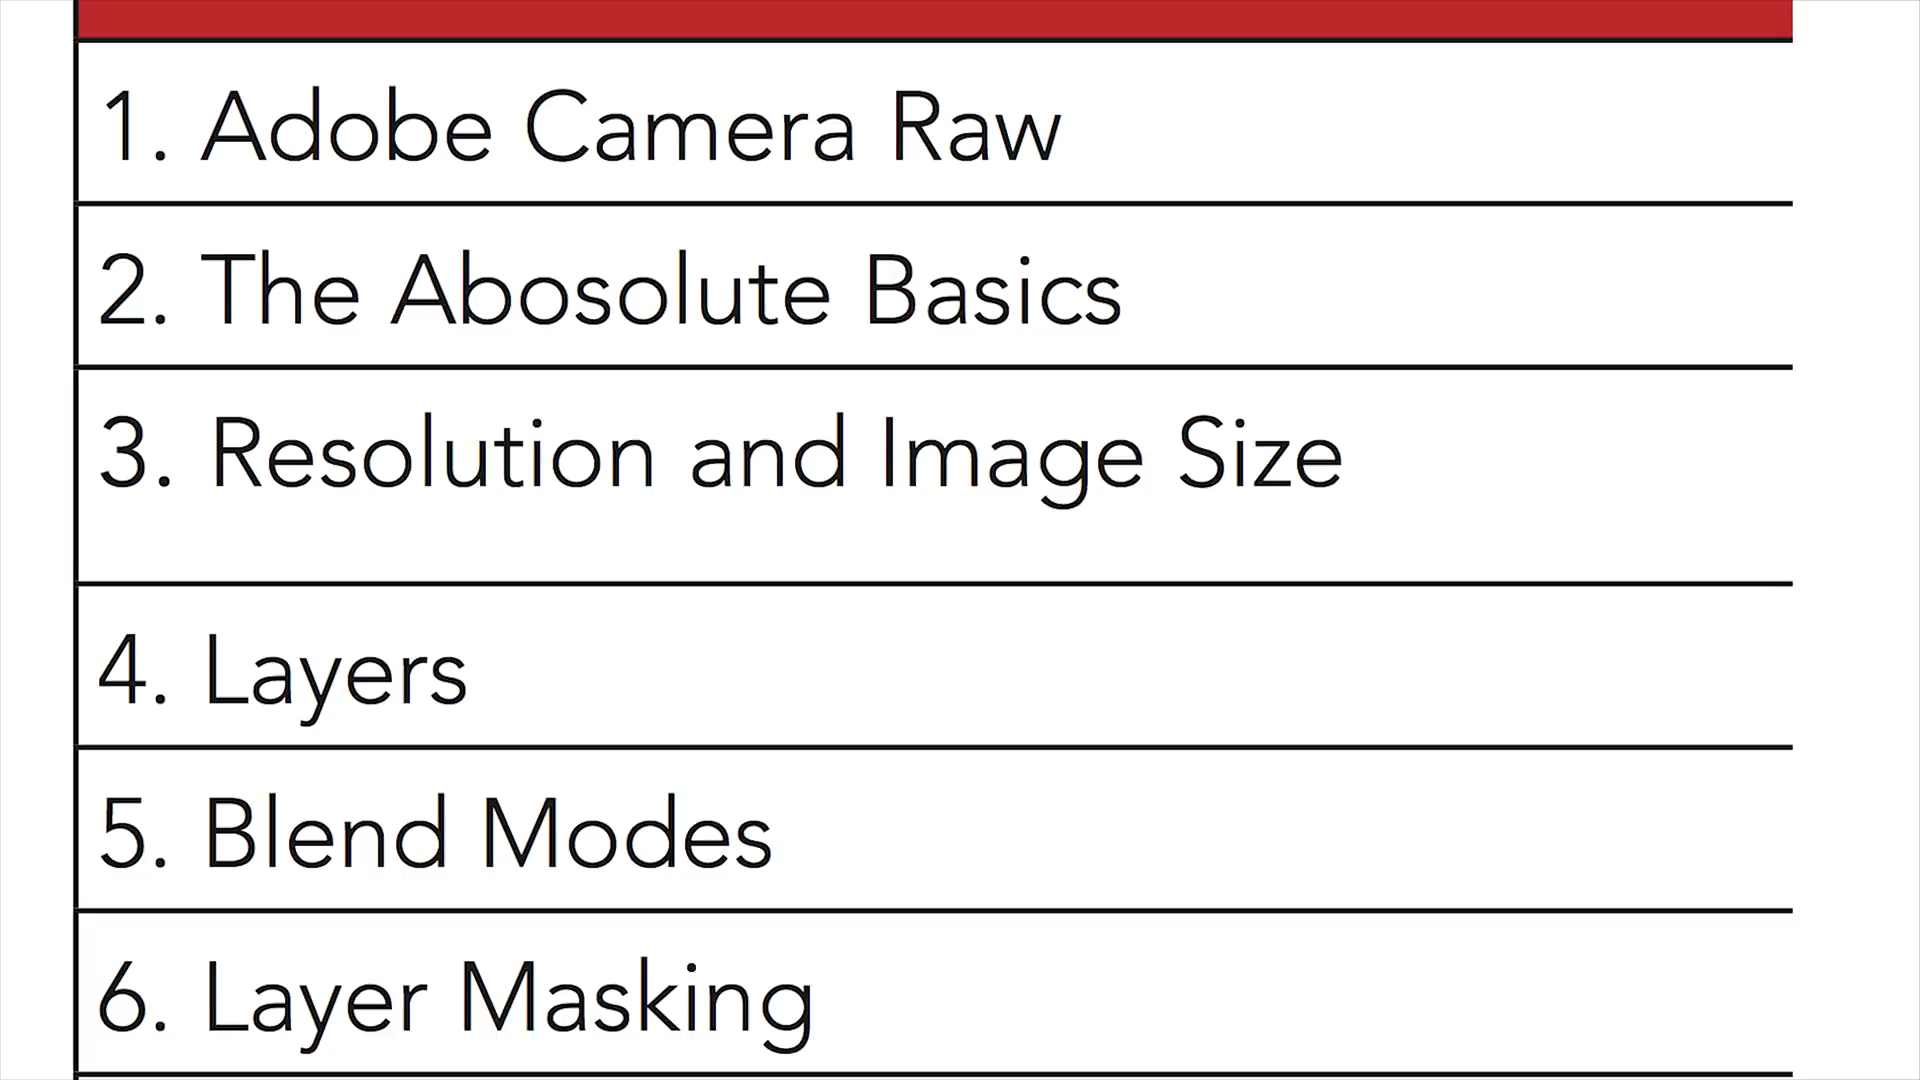 1. Adobe Camera Raw
2. The Abosolute Basics
3. Resolution and Image Size
4. Layers
5. Blend Modes
6. Layer Masking